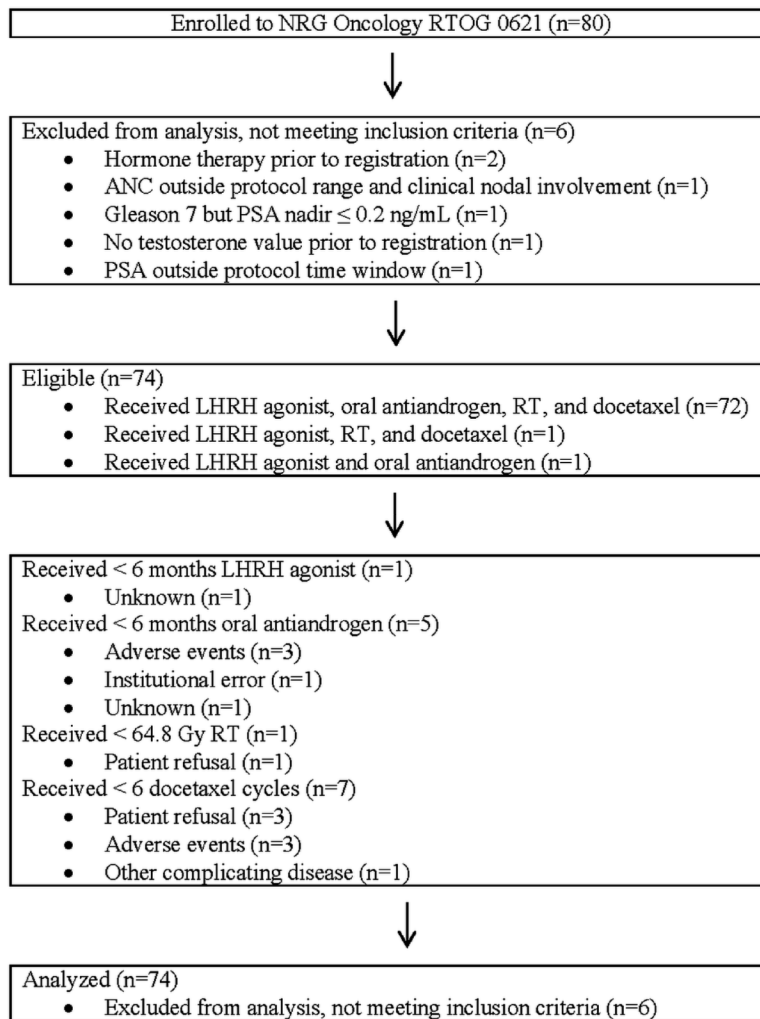 Enrolled to NRG Oncology RTOG 0621 (n=80)
Excluded from analysis, not meeting inclusion criteria (n=6)
• Hormone therapy prior to registration (n=2)
• ANC outside protocol range and clinical nodal involvement (n=1)
• Gleason 7 but PSA nadir ≤ 0.2 ng/mL (n=1)
• No testosterone value prior to registration (n=1)
• PSA outside protocol time window (n=1)
Eligible (n=74)
• Received LHRH agonist, oral antiandrogen, RT, and docetaxel (n=72)
• Received LHRH agonist, RT, and docetaxel (n=1)
• Received LHRH agonist and oral antiandrogen (n=1)
Received < 6 months LHRH agonist (n=1)
• Unknown (n=1)
Received < 6 months oral antiandrogen (n=5)
• Adverse events (n=3)
• Institutional error (n=1)
• Unknown (n=1)
Received < 64.8 Gy RT (n=1)
• Patient refusal (n=1)
Received < 6 docetaxel cycles (n=7)
• Patient refusal (n=3)
• Adverse events (n=3)
• Other complicating disease (n=1)
Analyzed (n=74)
• Excluded from analysis, not meeting inclusion criteria (n=6)